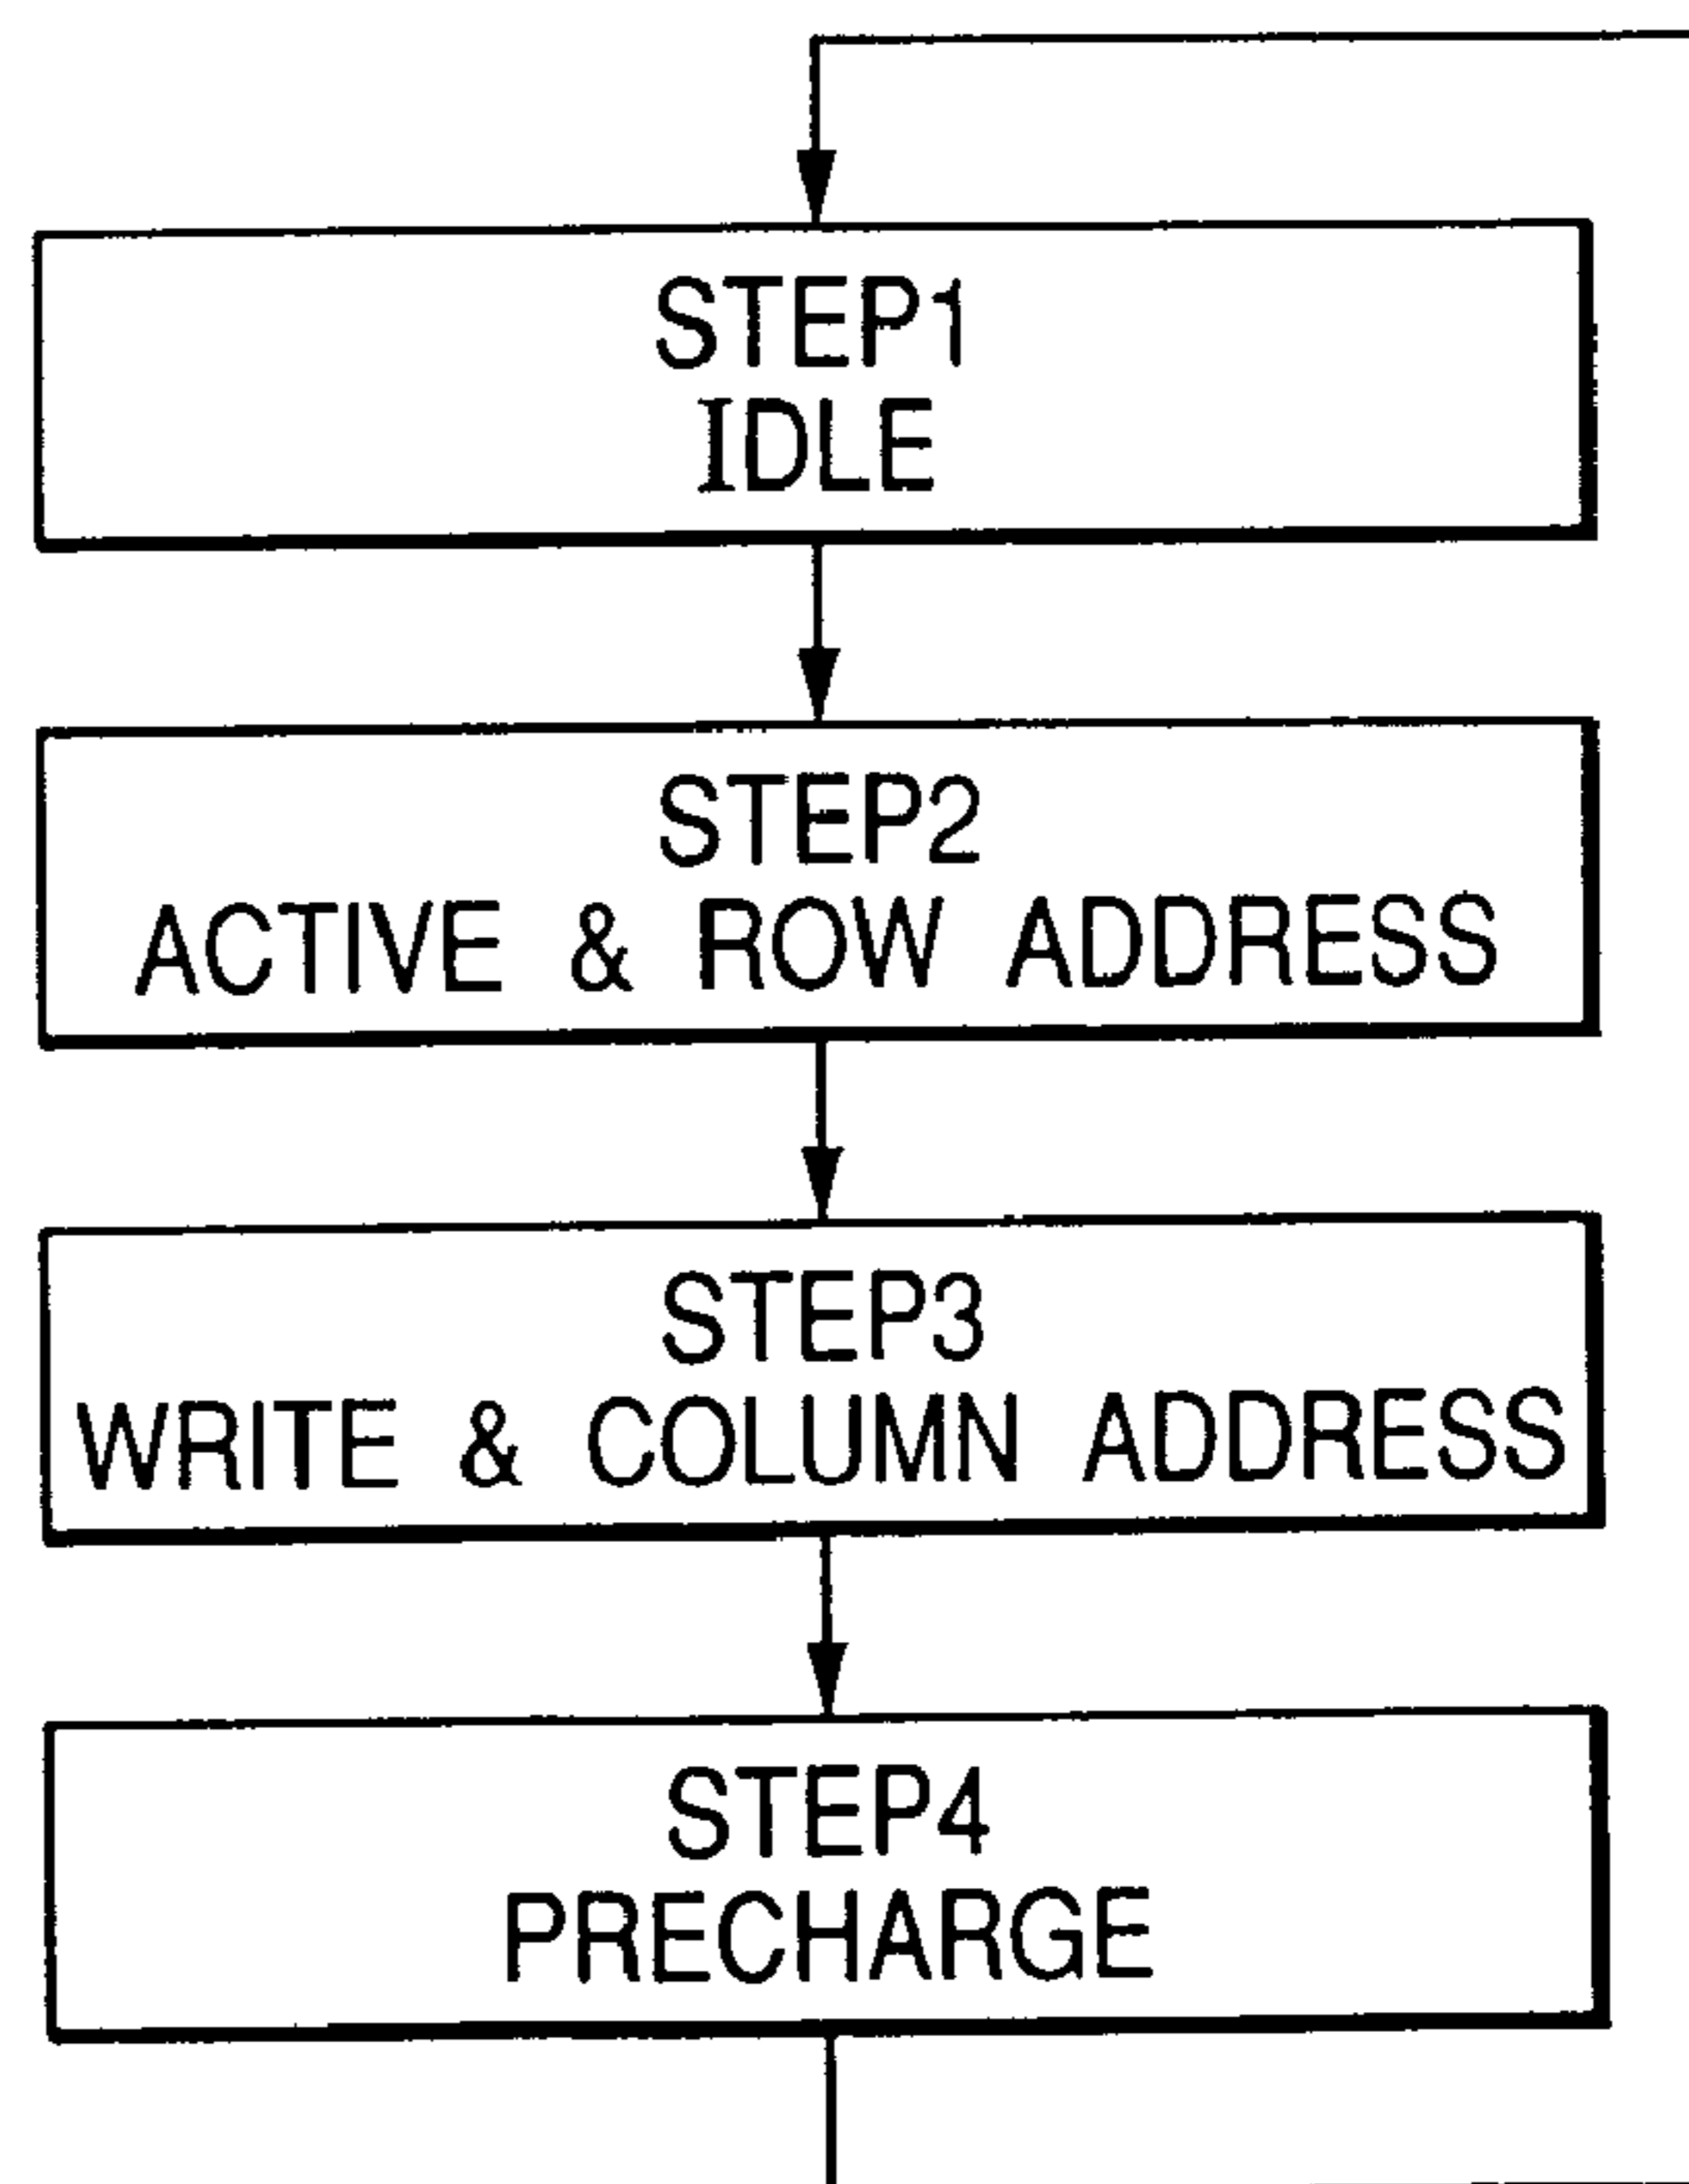 STEP1
IDLE
STEP2
ACTIVE & ROW ADDRESS
STEP3
WRITE & COLUMN ADDRESS
STEP4
PRECHARGE